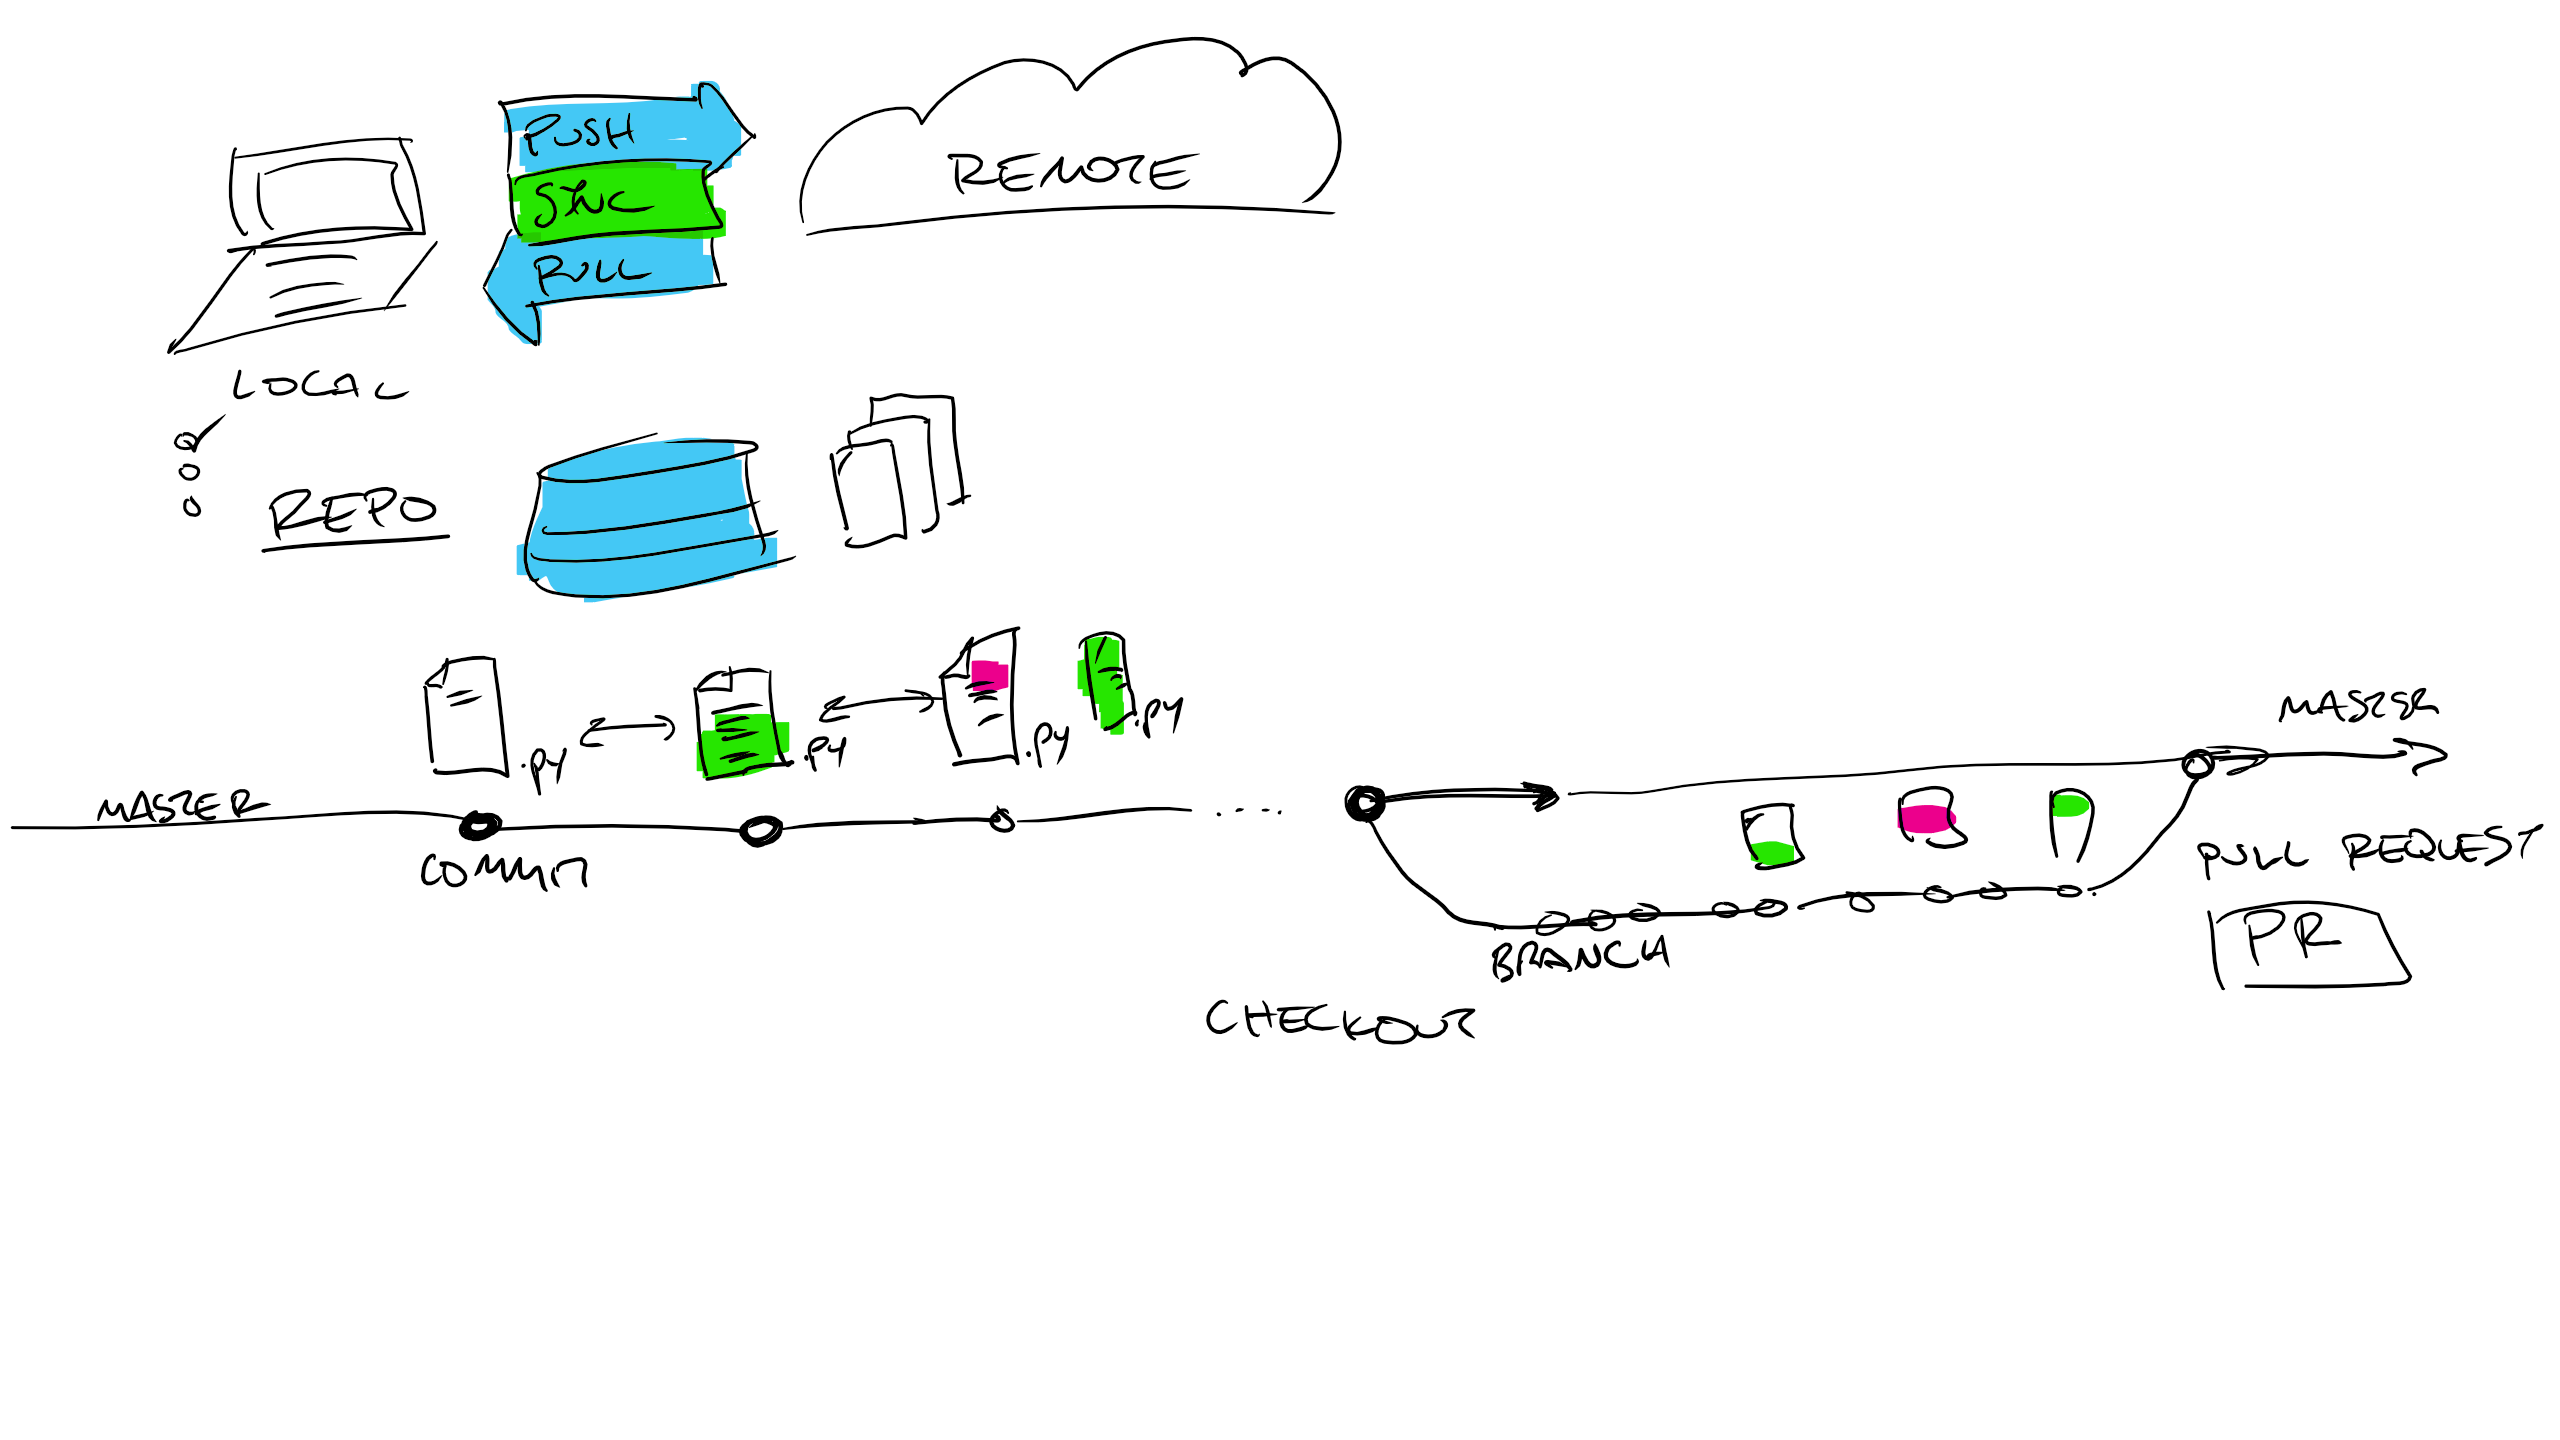 PUSH
SYNC
PULL
REMOTE
LOCAL
REPO
.PY
.PY
.PY
.PY
MASTER
COMMIT
MASTER
PULL REQUEST
PR
BRANCH
CHECKOUT